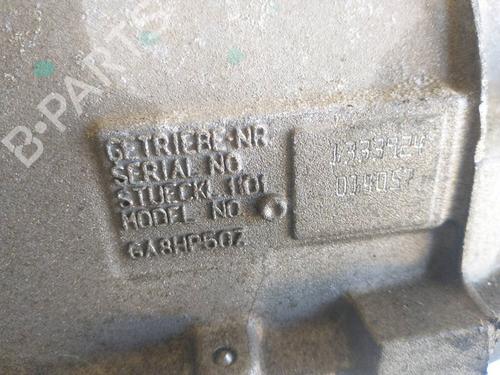 B-PARTS
GETRIEBE-NR
SERIAL NO
STUECKL.NO
MODEL NO
GA8HP50Z